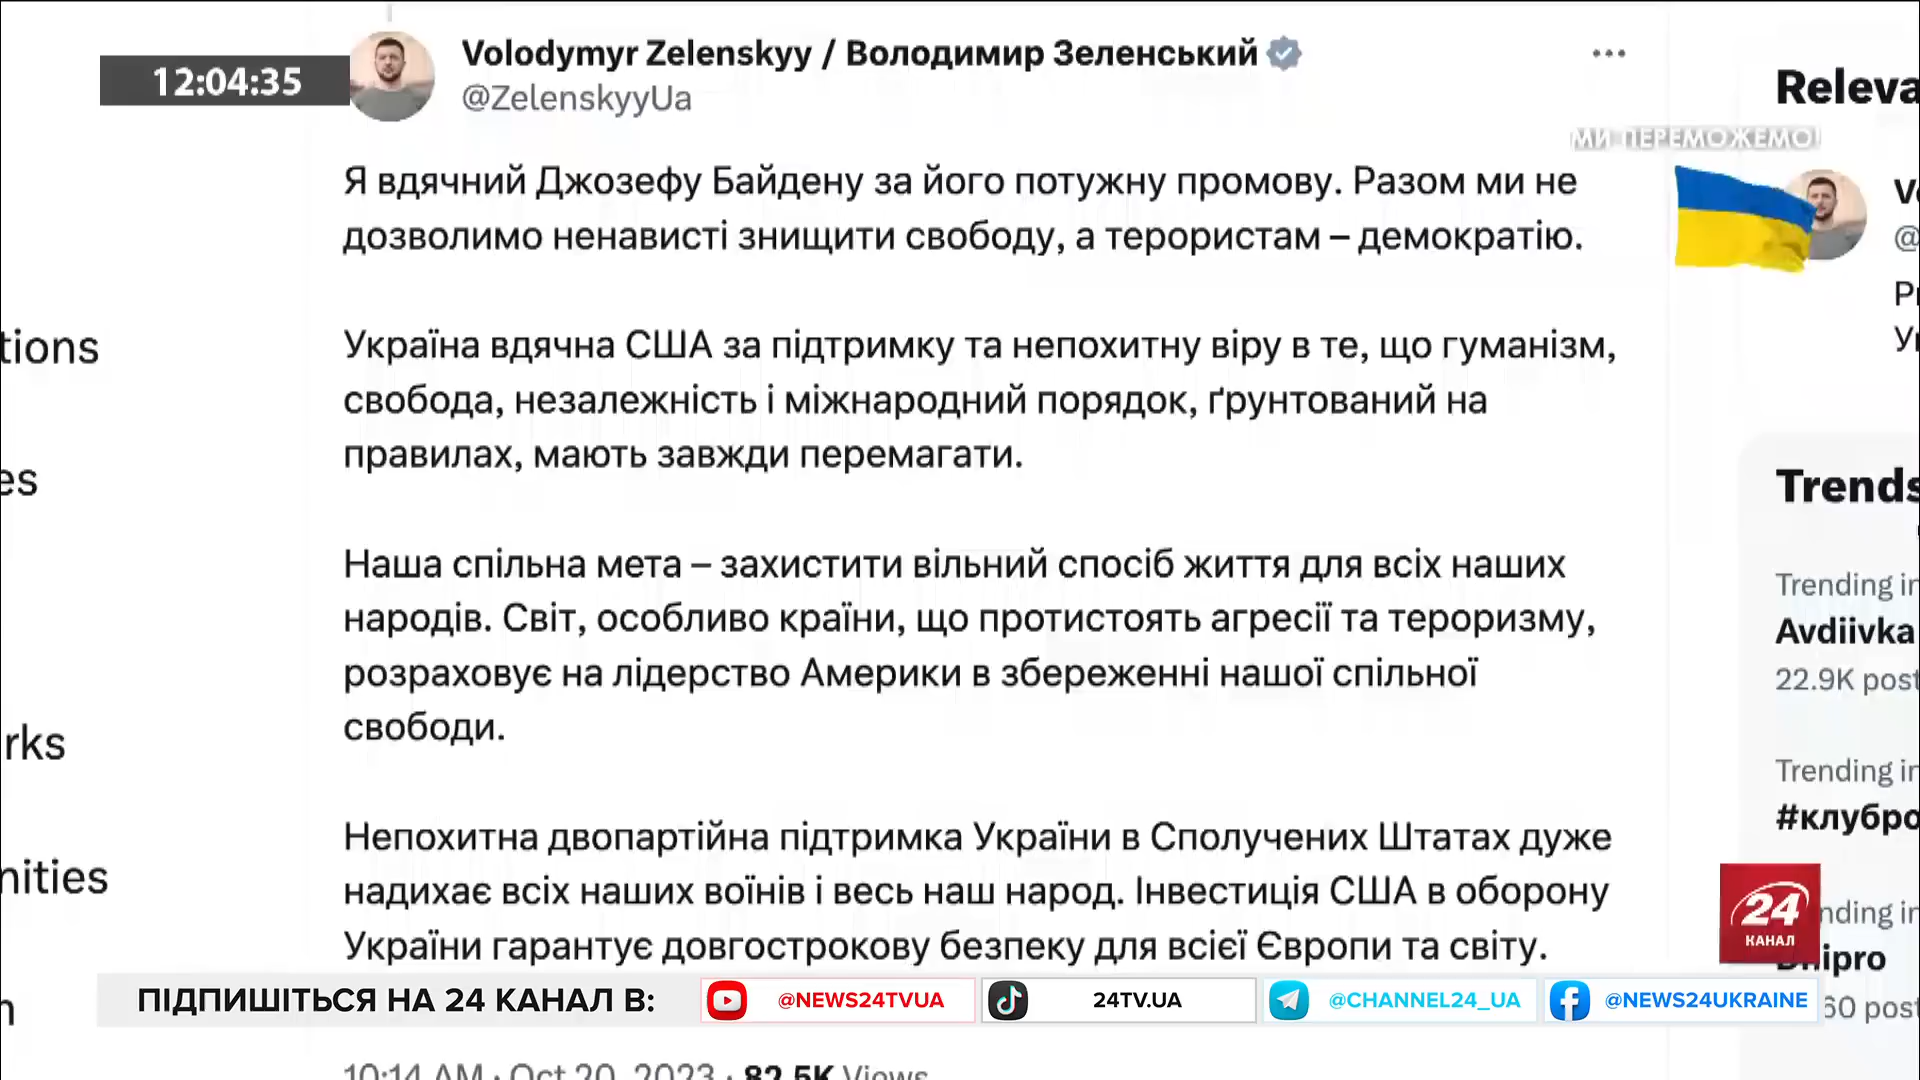 Volodymyr Zelenskyy / Володимир Зеленський
12:04:35
@ZelenskyyUa
Releva
МИ ПЕРЕМОЖЕМО!
Я вдячний Джозефу Байдену за його потужну промову. Разом ми не
дозволимо ненависті знищити свободу, а терористам – демократію.
Україна вдячна США за підтримку та непохитну віру в те, що гуманізм,
свобода, незалежність і міжнародний порядок, ґрунтований на
правилах, мають завжди перемагати.
Наша спільна мета – захистити вільний спосіб життя для всіх наших
народів. Світ, особливо країни, що протистоять агресії та тероризму,
розраховує на лідерство Америки в збереженні нашої спільної
свободи.
Непохитна двопартійна підтримка України в Сполучених Штатах дуже
надихає всіх наших воїнів і весь наш народ. Інвестиція США в оборону
України гарантує довгострокову безпеку для всієї Європи та світу.
10:14 AM · Oct 20, 2023 · 82.5K Views
tions
es
rks
nities
n
@
Trends
Trending in
Avdiivka
22.9K post
Trending in
#клубро
nding in
Dnipro
60 post
24
КАНАЛ
ПІДПИШІТЬСЯ НА 24 КАНАЛ В:
@NEWS24TVUA
24TV.UA
@CHANNEL24_UA
@NEWS24UKRAINE